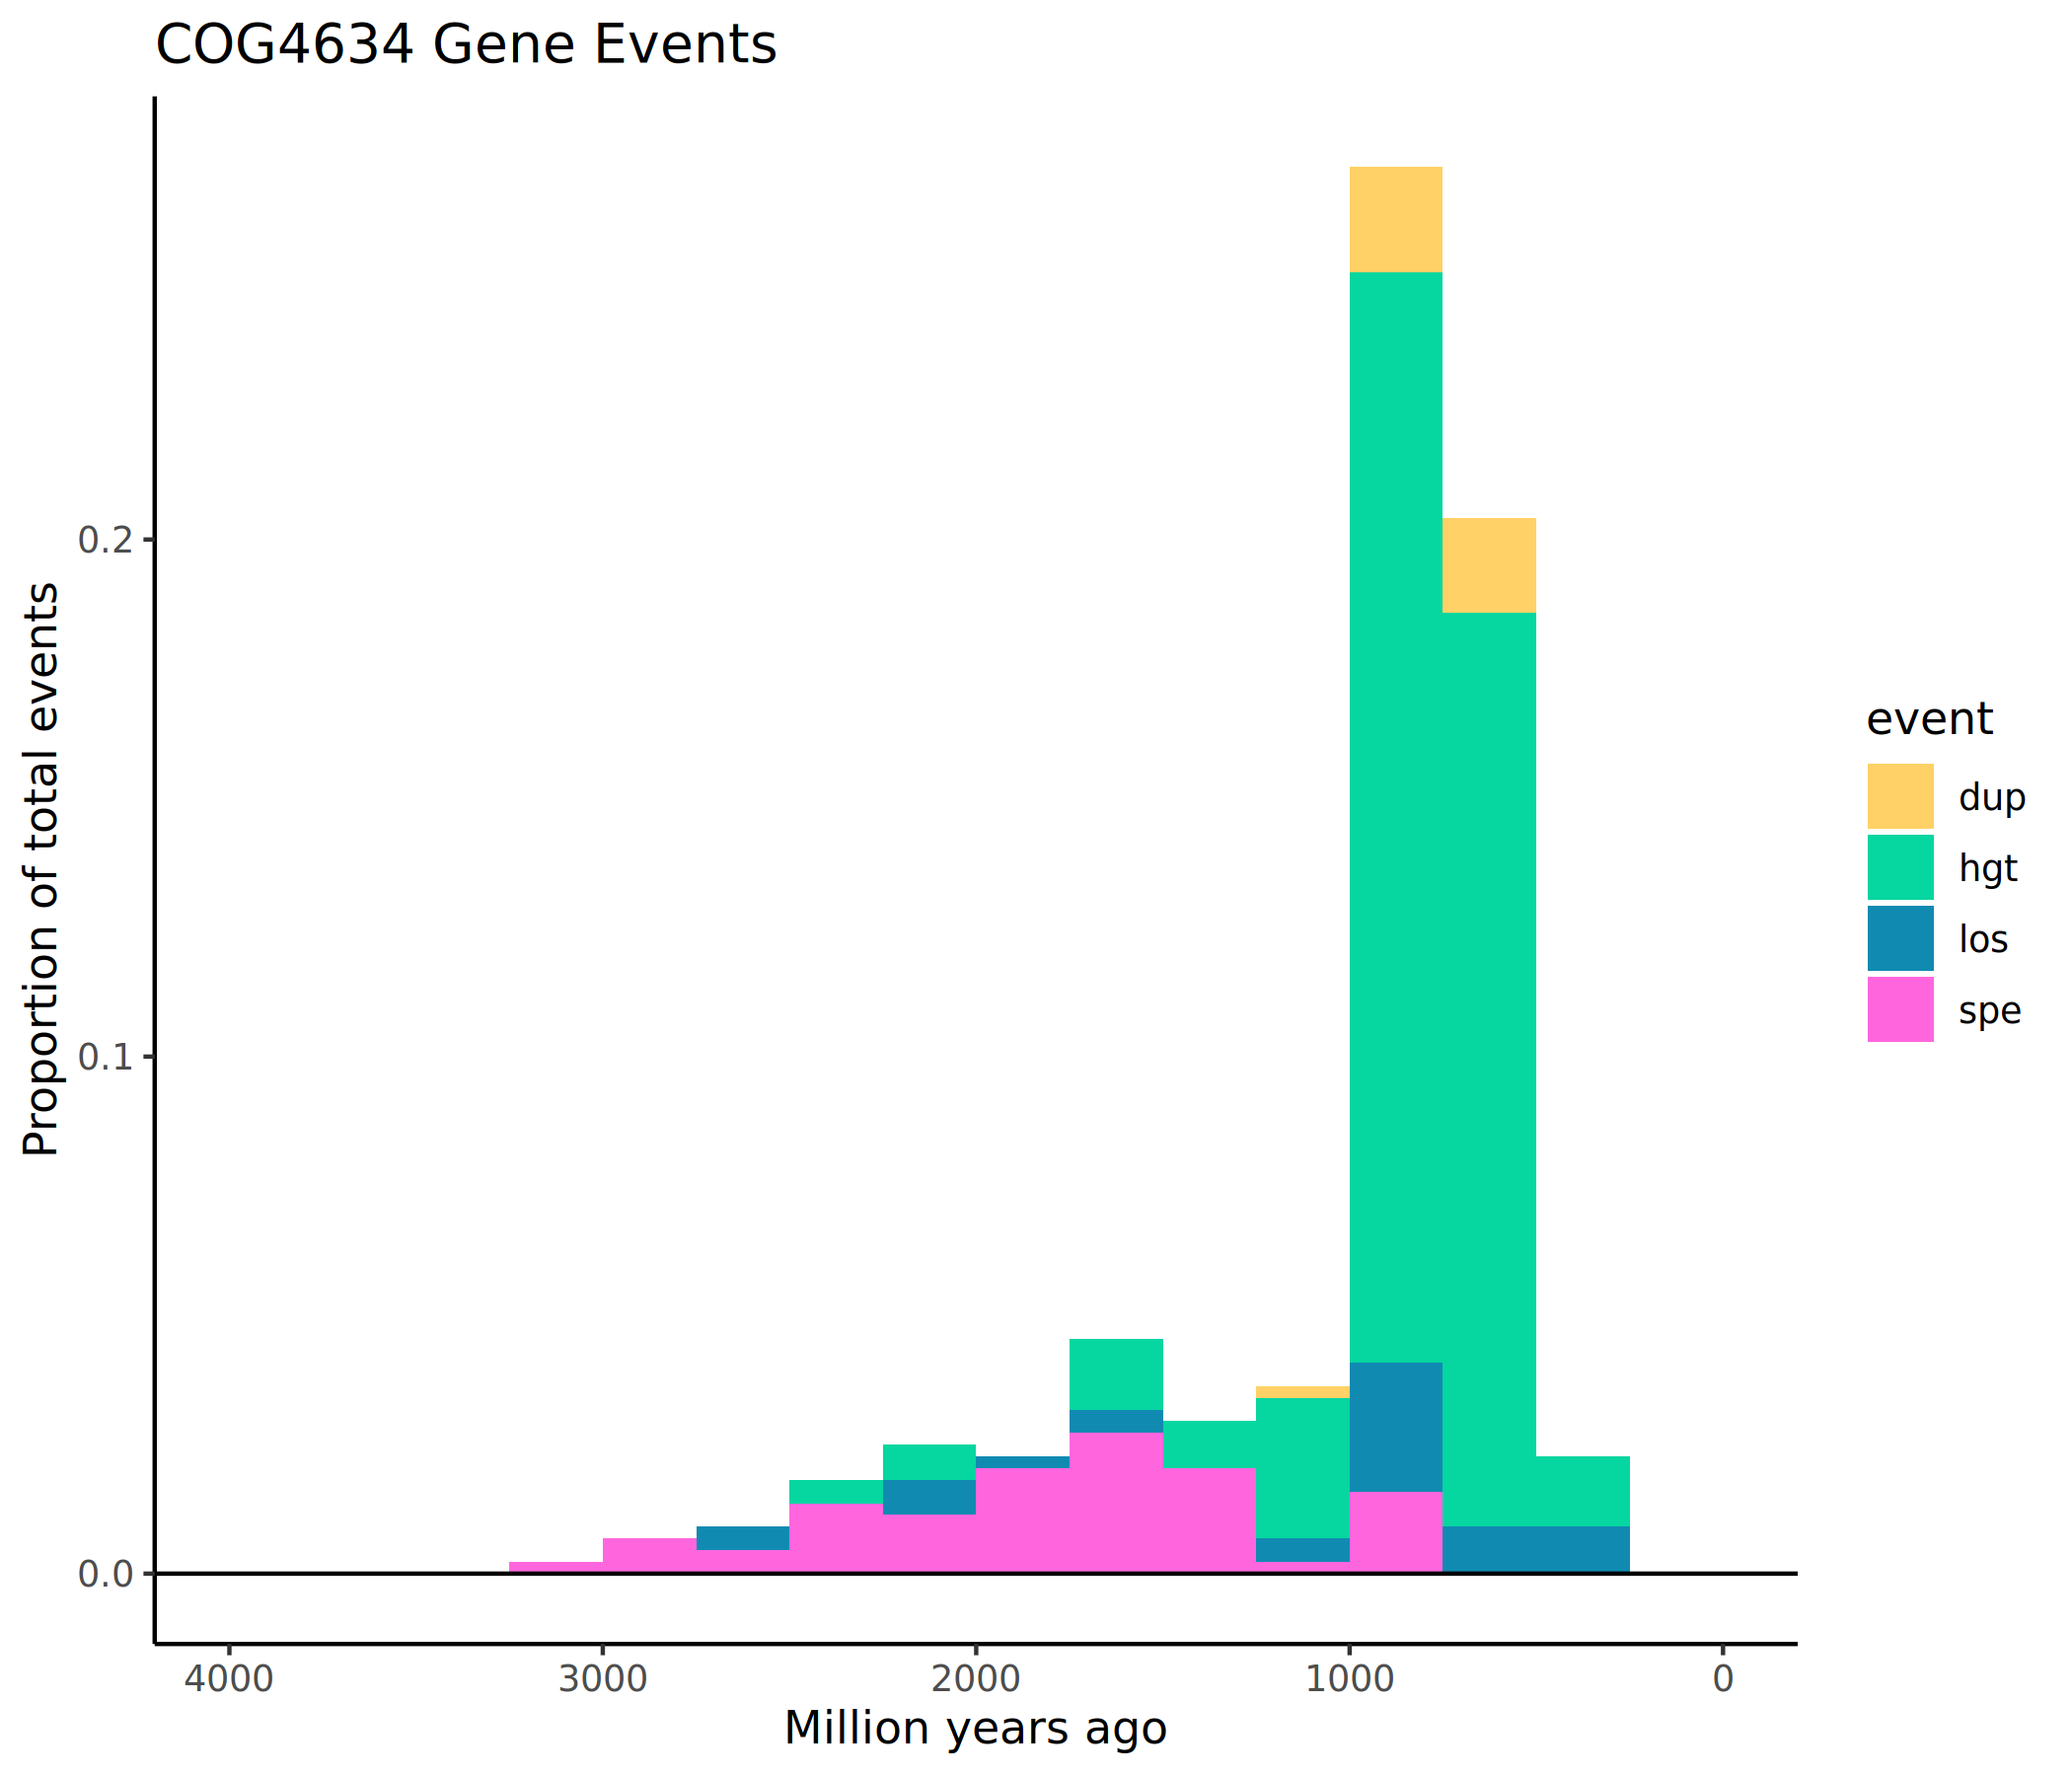 COG4634 Gene Events
Proportion of total events
0.2
0.1
0.0
4000 3000 2000 1000 0
Million years ago
event
dup
hgt
los
spe